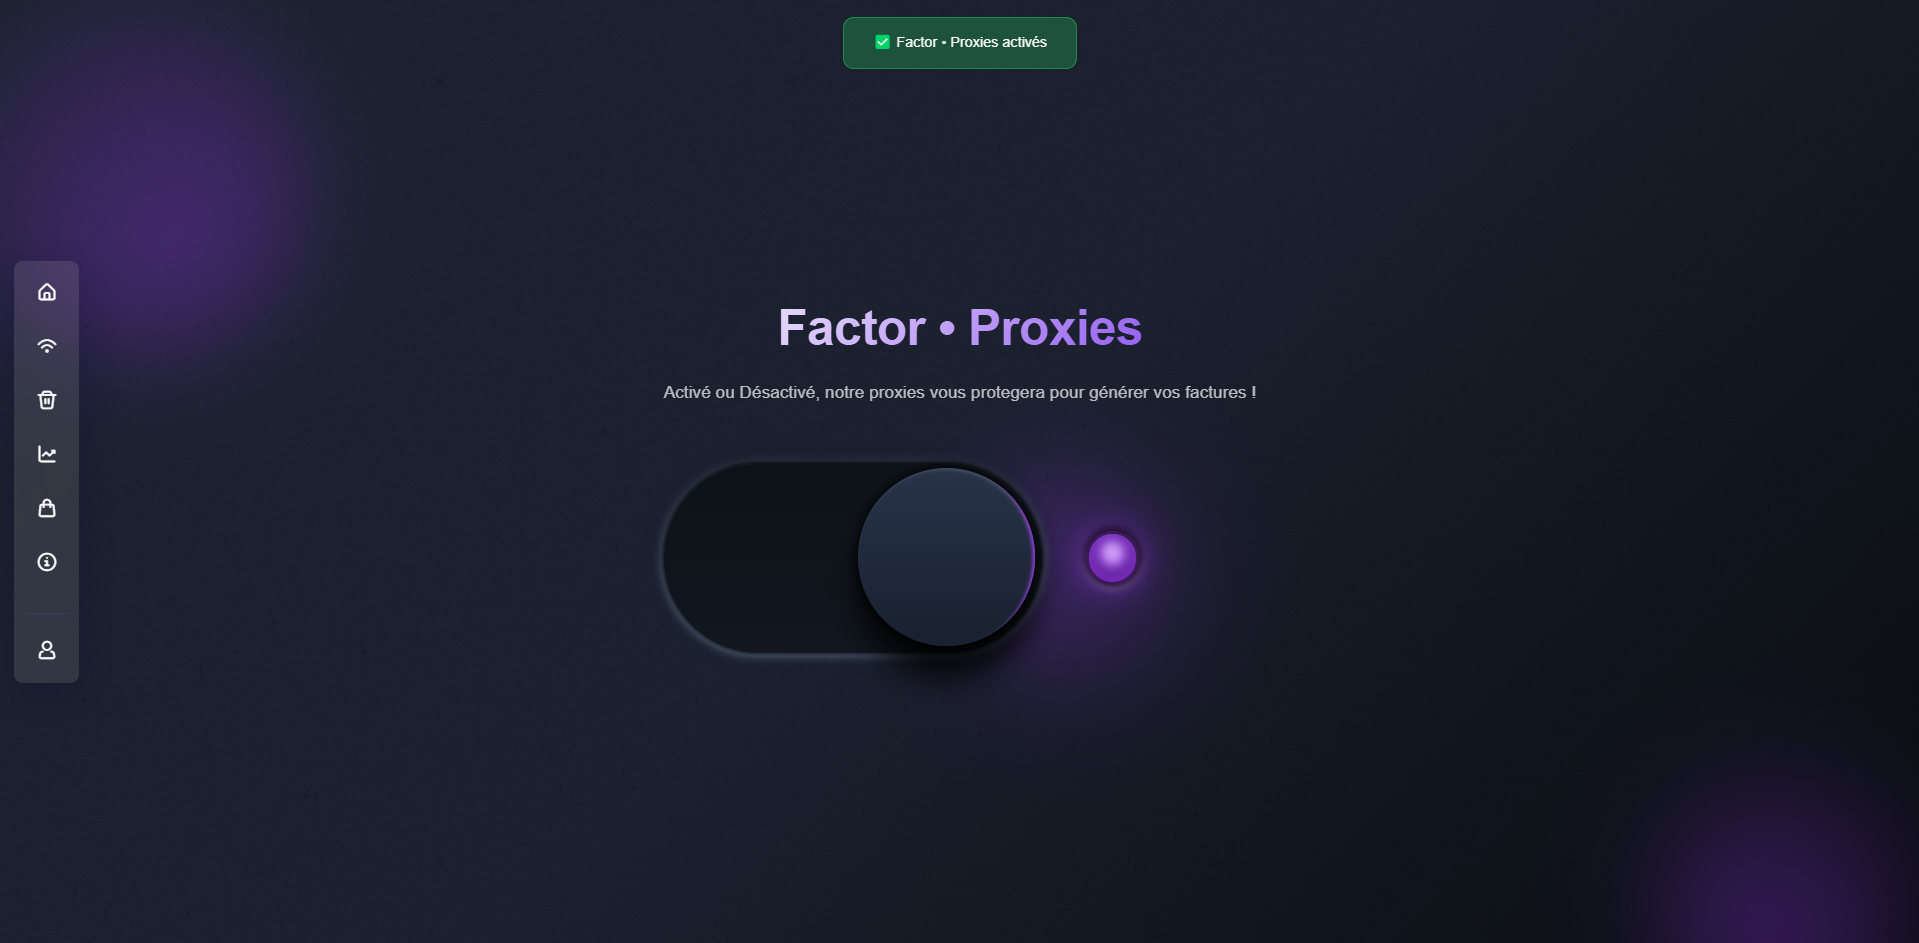 ✅ Factor • Proxies activés
Factor • Proxies
Activé ou Désactivé, notre proxies vous protegera pour générer vos factures !